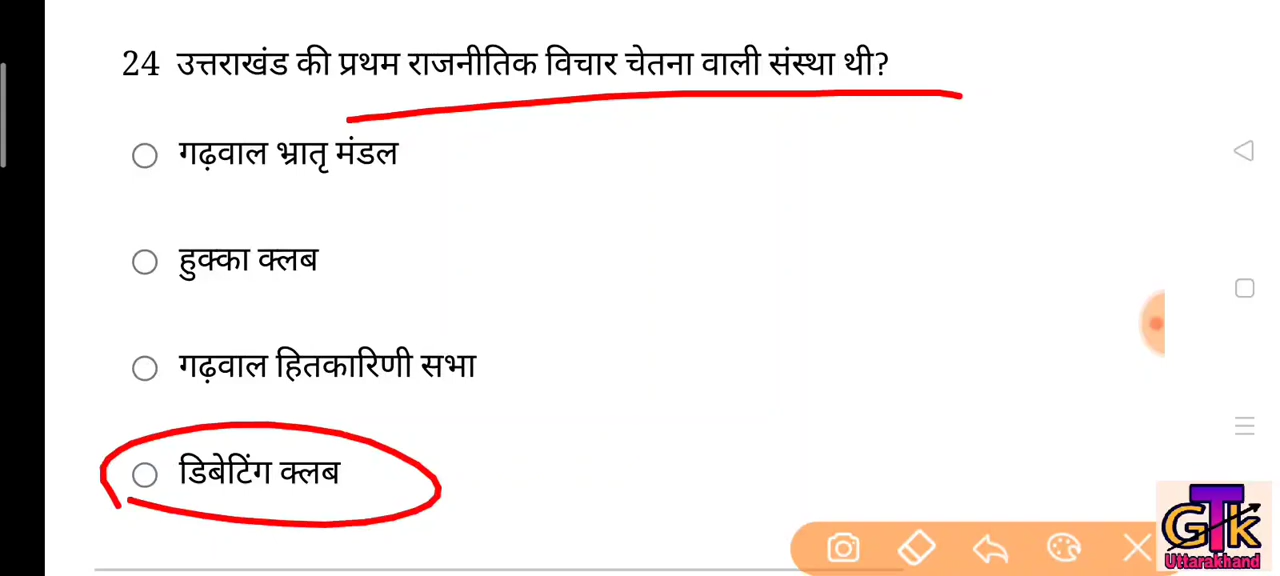 24 उत्तराखंड की प्रथम राजनीतिक विचार चेतना वाली संस्था थी?
गढ़वाल भ्रातृ मंडल
हुक्का क्लब
गढ़वाल हितकारिणी सभा
डिबेटिंग क्लब
GTK
Uttarakhand